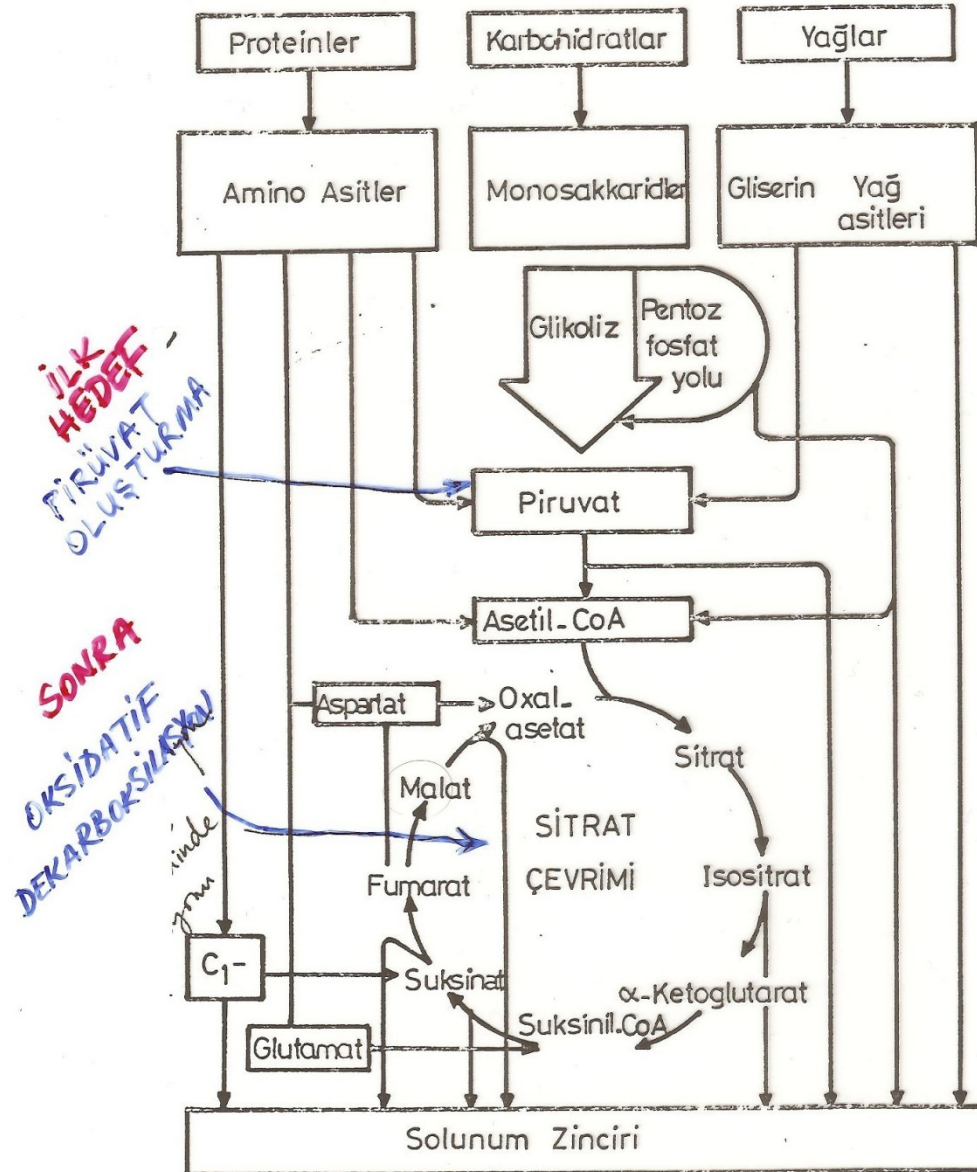 Proteinler
Karbohidratlar
Yağlar
Amino Asitler
Monosakkaridler
Gliserin Yağ
asitleri
Glikoliz
Pentoz
fosfat
yolu
İLK
HEDEF
PİRÜVAT
OLUŞTURMA
Piruvat
Asetil-CoA
SONRA
OKSİDATİF
DEKARBOKSİLASYON
Aspartat
Oxal-
asetat
Malat
Sitrat
SİTRAT
ÇEVRİMİ
Fumarat
Isositrat
C1-
Suksinat
α-Ketoglutarat
Suksinil-CoA
Glutamat
Solunum Zinciri